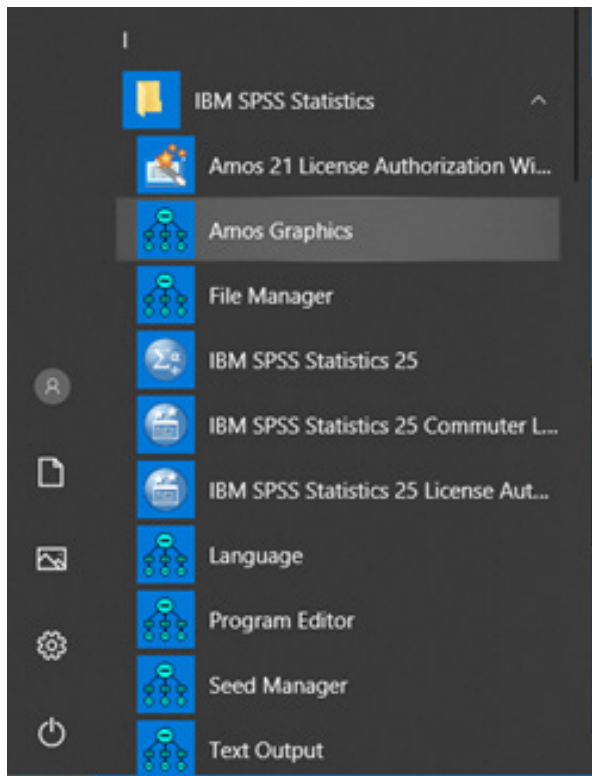 I
IBM SPSS Statistics
Amos 21 License Authorization Wi...
Amos Graphics
File Manager
IBM SPSS Statistics 25
IBM SPSS Statistics 25 Commuter L...
IBM SPSS Statistics 25 License Aut...
Language
Program Editor
Seed Manager
Text Output